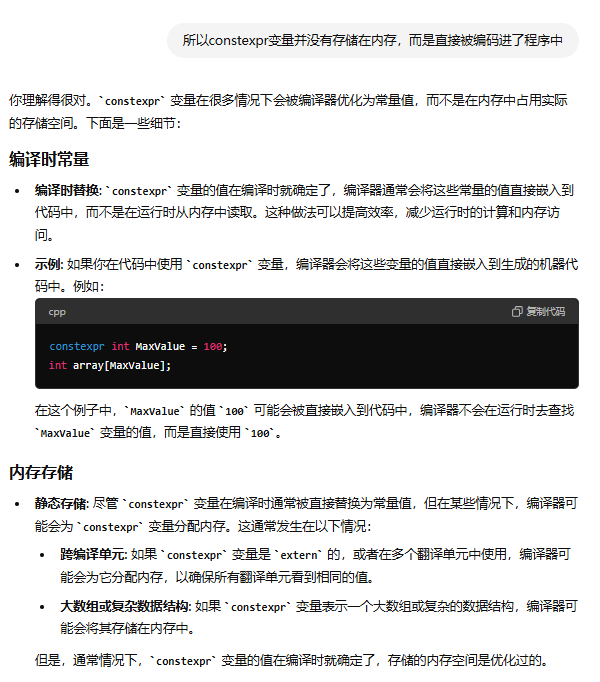 所以constexpr变量并没有存储在内存，而是直接被编码进了程序中
你理解得很对。`constexpr` 变量在很多情况下会被编译器优化为常量值，而不是在内存中占用实际
的存储空间。下面是一些细节：
编译时常量
• 编译时替换: `constexpr` 变量的值在编译时就确定了，编译器通常会将这些常量的值直接嵌入到
代码中，而不是在运行时从内存中读取。这种做法可以提高效率，减少运行时的计算和内存访
问。
• 示例: 如果你在代码中使用 `constexpr` 变量，编译器会将这些变量的值直接嵌入到生成的机器代
码中。例如：
cpp 复制代码
constexpr int MaxValue = 100;
int array[MaxValue];
在这个例子中，`MaxValue` 的值 `100` 可能会被直接嵌入到代码中，编译器不会在运行时去查找
`MaxValue` 变量的值，而是直接使用 `100`。
内存存储
• 静态存储: 尽管 `constexpr` 变量在编译时通常被直接替换为常量值，但在某些情况下，编译器可
能会为 `constexpr` 变量分配内存。这通常发生在以下情况：
• 跨编译单元: 如果 `constexpr` 变量是 `extern` 的，或者在多个翻译单元中使用，编译器可
能会为它分配内存，以确保所有翻译单元看到相同的值。
• 大数组或复杂数据结构: 如果 `constexpr` 变量表示一个大数组或复杂的数据结构，编译器可
能会将其存储在内存中。
但是，通常情况下，`constexpr` 变量的值在编译时就确定了，存储的内存空间是优化过的。